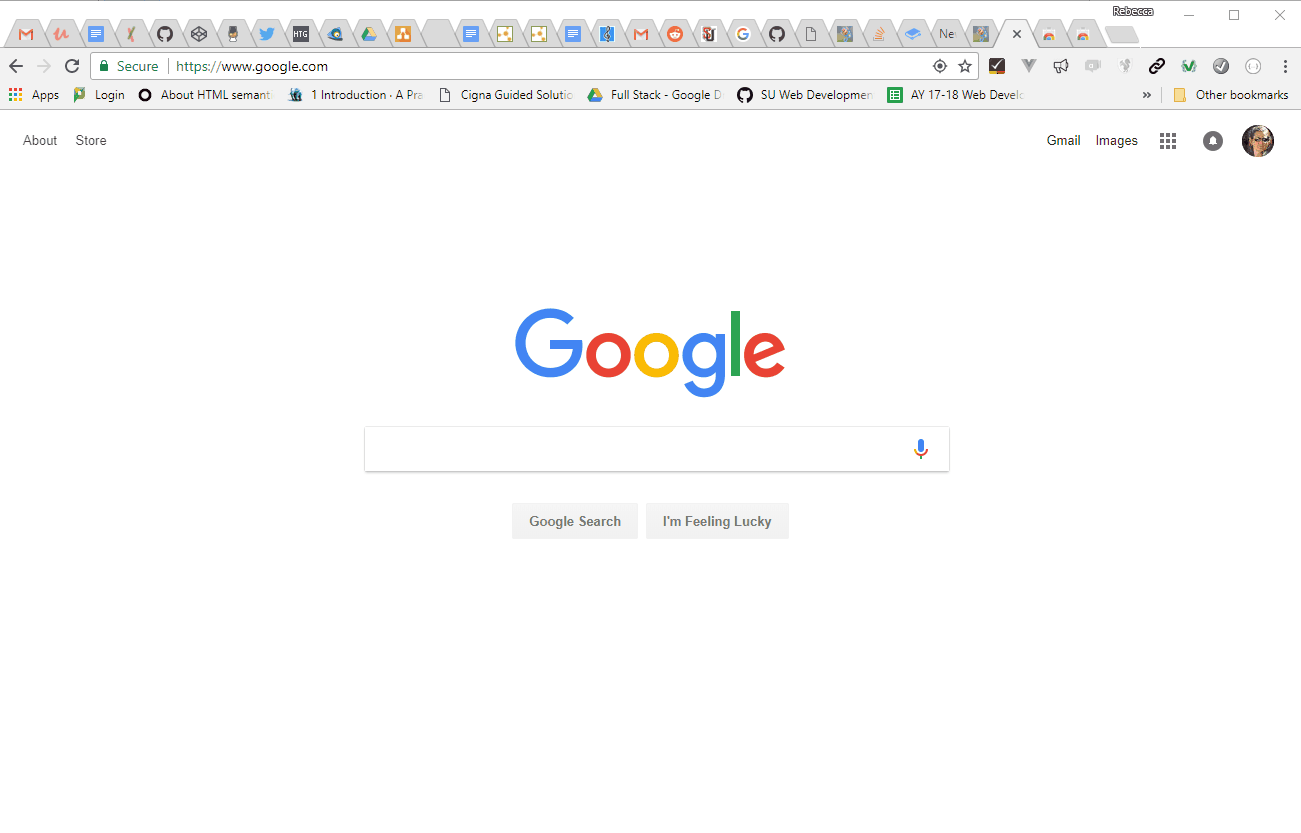 Rebecca
HTG
Ne
Secure https://www.google.com
Apps Login About HTML semant 1 Introduction · A Pra Cigna Guided Solutio Full Stack - Google D SU Web Developmen AY 17-18 Web Develo » Other bookmarks
About Store Gmail Images
Google
Google Search I'm Feeling Lucky